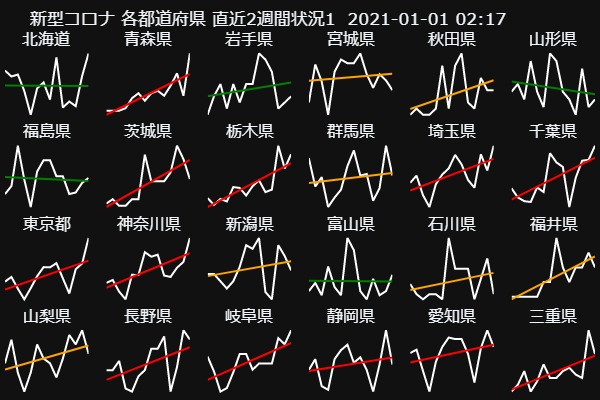 新型コロナ 各都道府県 直近2週間状況1 2021-01-01 02:17
北海道 青森県 岩手県 宮城県 秋田県 山形県
福島県 茨城県 栃木県 群馬県 埼玉県 千葉県
東京都 神奈川県 新潟県 富山県 石川県 福井県
山梨県 長野県 岐阜県 静岡県 愛知県 三重県